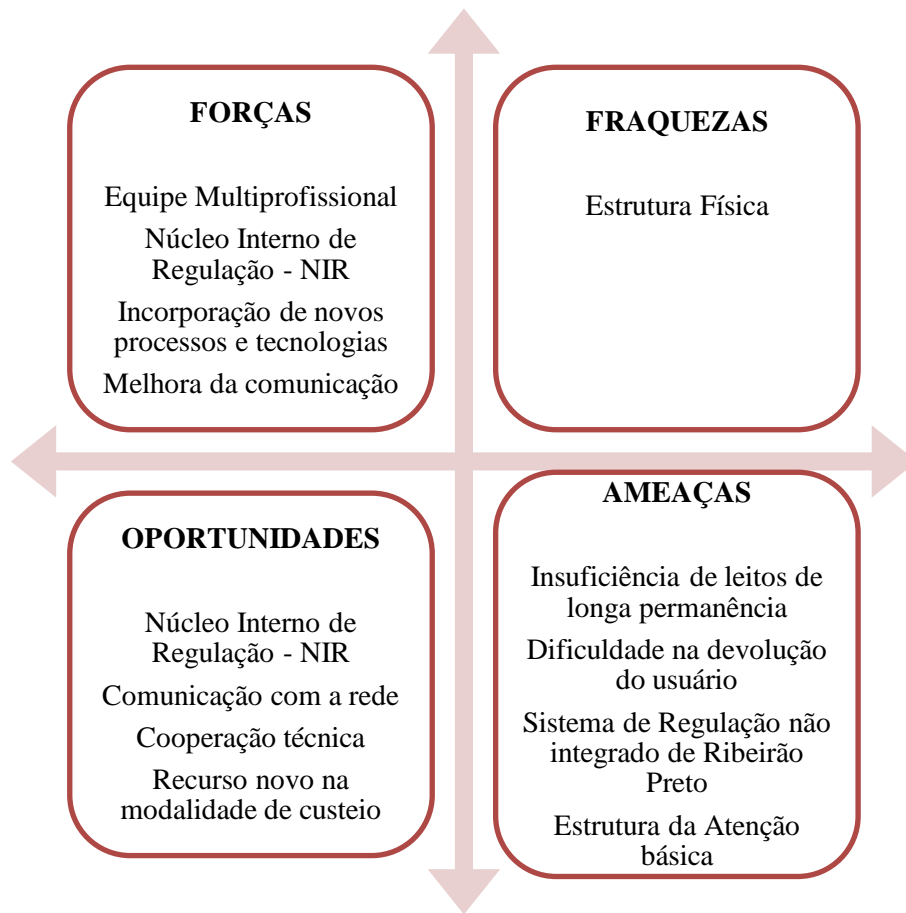 FORÇAS
Equipe Multiprofissional
Núcleo Interno de
Regulação - NIR
Incorporação de novos
processos e tecnologias
Melhora da comunicação
FRAQUEZAS
Estrutura Física
OPORTUNIDADES
Núcleo Interno de
Regulação - NIR
Comunicação com a rede
Cooperação técnica
Recurso novo na
modalidade de custeio
AMEAÇAS
Insuficiência de leitos de
longa permanência
Dificuldade na devolução
do usuário
Sistema de Regulação não
integrado de Ribeirão
Preto
Estrutura da Atenção
básica